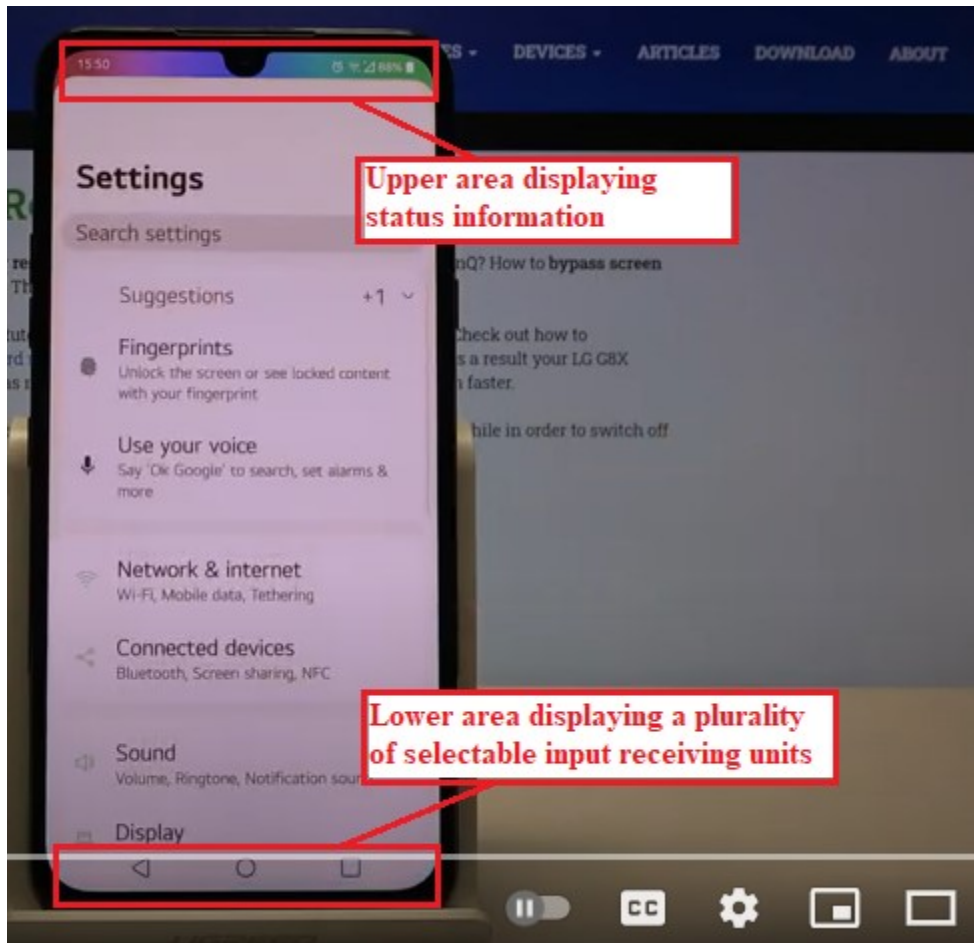 ES DEVICES ARTICLES DOWNLOAD ABOUT
15:50 88%
Settings
Upper area displaying
status information
Search settings
nQ? How to bypass screen
Suggestions +1
Check out how to
Fingerprints
s a result your LG G8X
Unlock the screen or see locked content
n faster.
with your fingerprint
hile in order to switch off
Use your voice
Say 'Ok Google' to search, set alarms &
more
Network & internet
Wi-Fi, Mobile data, Tethering
Connected devices
Bluetooth, Screen sharing, NFC
Lower area displaying a plurality
of selectable input receiving units
Sound
Volume, Ringtone, Notification soun
Display
CC